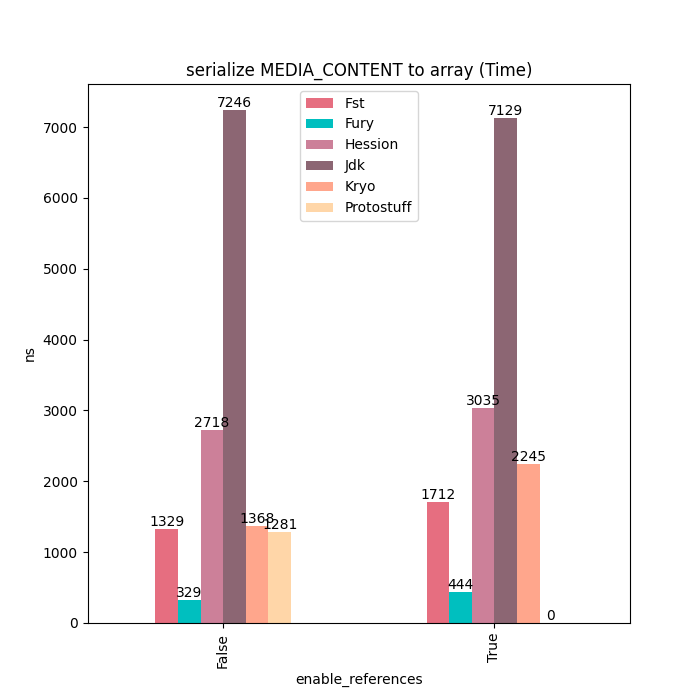 serialize MEDIA_CONTENT to array (Time)
Fst
Fury
Hession
Jdk
Kryo
Protostuff
ns
7000
6000
5000
4000
3000
2000
1000
0
1329
329
2718
7246
1368
1281
1712
444
3035
7129
2245
0
False
True
enable_references